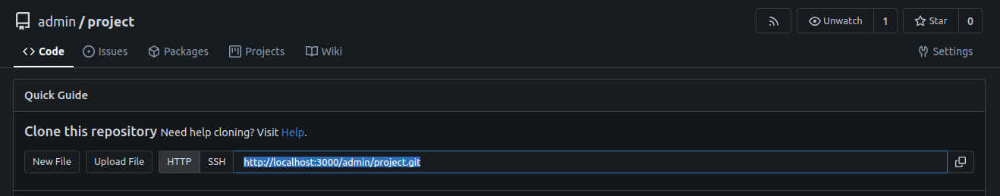 admin / project
Unwatch 1 Star 0
Code Issues Packages Projects Wiki Settings
Quick Guide
Clone this repository Need help cloning? Visit Help.
New File Upload File HTTP SSH http://localhost:3000/admin/project.git